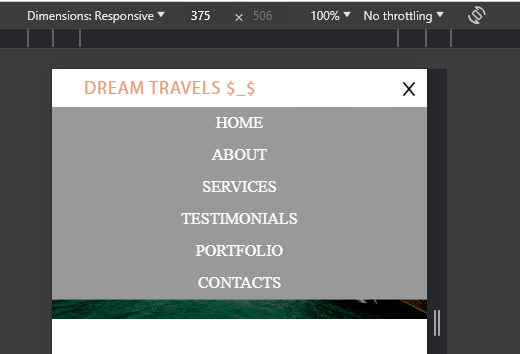 Dimensions: Responsive 375 × 506 100% No throttling
DREAM TRAVELS $_$
HOME
ABOUT
SERVICES
TESTIMONIALS
PORTFOLIO
CONTACTS